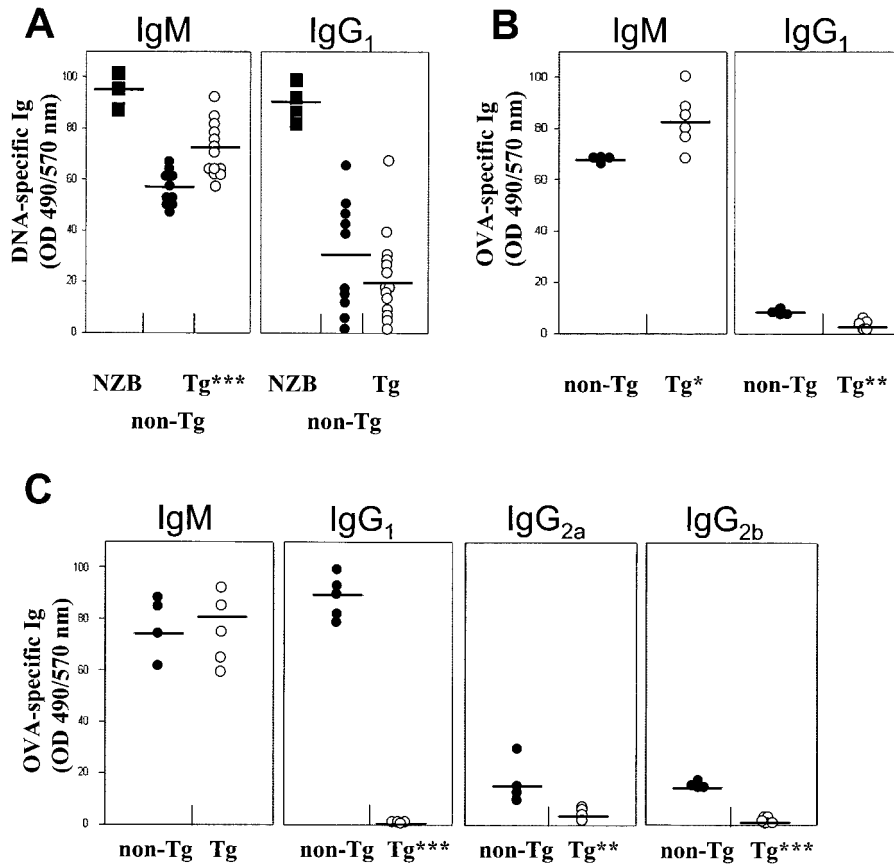 A
IgM
IgG1
DNA-specific Ig
(OD 490/570 nm)
100
80
60
40
20
0
NZB
Tg***
non-Tg
NZB
Tg
non-Tg
B
IgM
IgG1
OVA-specific Ig
(OD 490/570 nm)
100
80
60
40
20
0
non-Tg
Tg*
non-Tg
Tg**
C
IgM
IgG1
IgG2a
IgG2b
OVA-specific Ig
(OD 490/570 nm)
100
80
60
40
20
0
non-Tg
Tg
non-Tg
Tg***
non-Tg
Tg**
non-Tg
Tg***